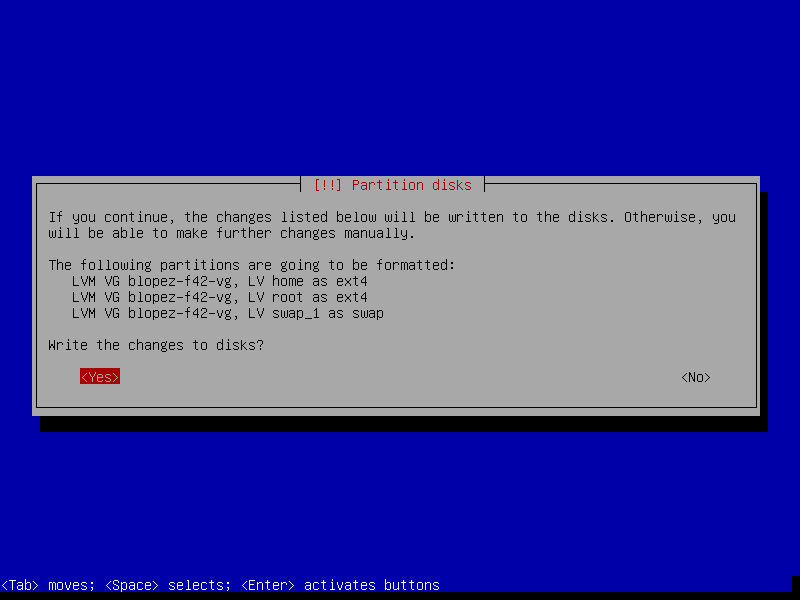 [!!] Partition disks
If you continue, the changes listed below will be written to the disks. Otherwise, you
will be able to make further changes manually.
The following partitions are going to be formatted:
LVM VG blopez-f42-vg, LV home as ext4
LVM VG blopez-f42-vg, LV root as ext4
LVM VG blopez-f42-vg, LV swap_1 as swap
Write the changes to disks?
<Yes> <No>
<Tab> moves; <Space> selects; <Enter> activates buttons